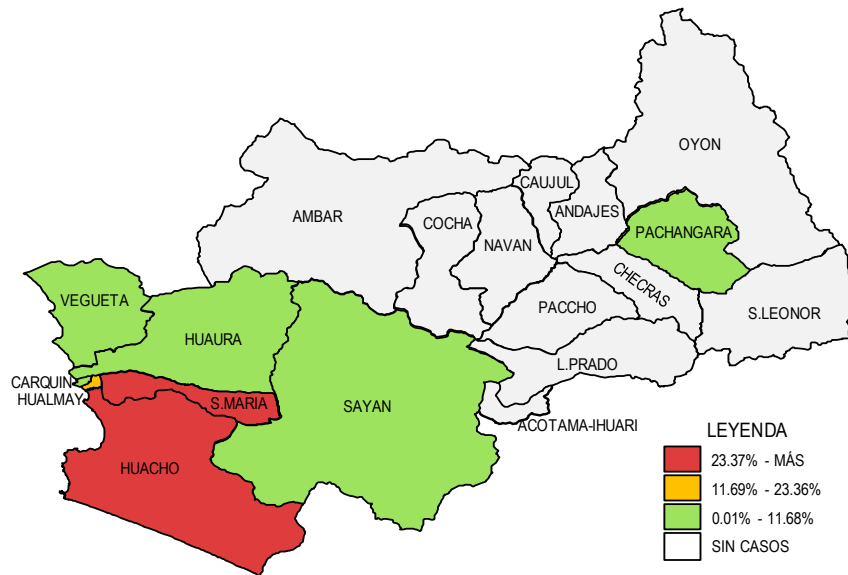 OYON
CAUJUL
ANDAJES
AMBAR
COCHA
NAVAN
PACHANGARA
CHECRAS
VEGUETA
PACCHO
S.LEONOR
HUAURA
L.PRADO
CARQUIN
HUALMAY
S.MARIA
SAYAN
ACOTAMA-IHUARI
HUACHO
LEYENDA
23.37% - MÁS
11.69% - 23.36%
0.01% - 11.68%
SIN CASOS